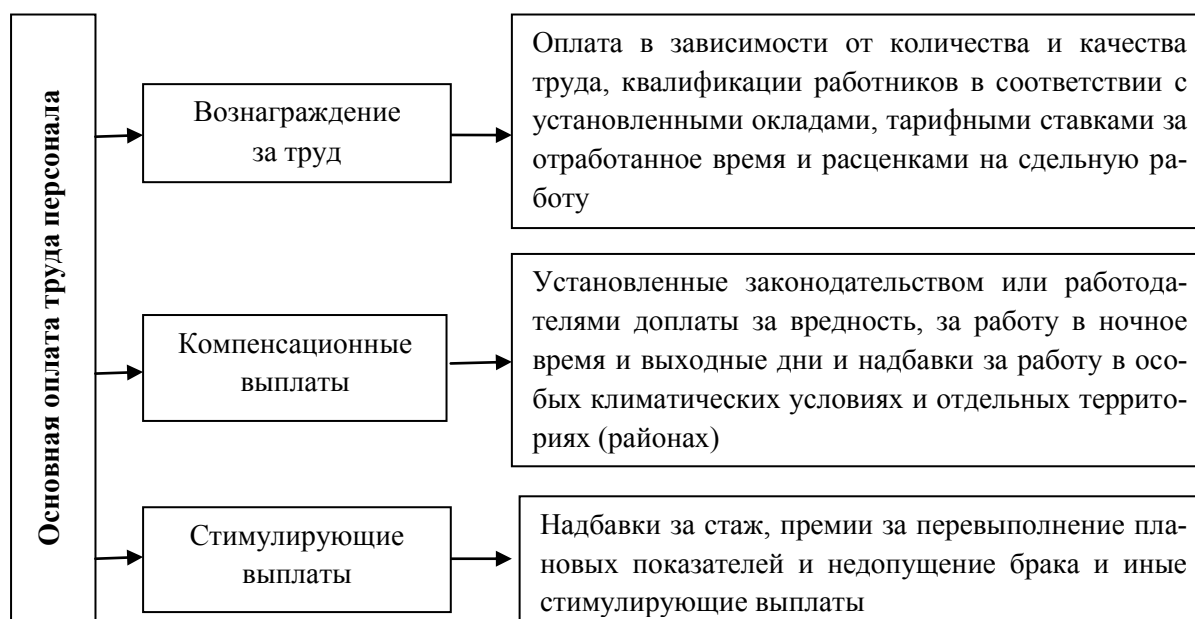 Основная оплата труда персонала
Вознаграждение
за труд
Оплата в зависимости от количества и качества
труда, квалификации работников в соответствии с
установленными окладами, тарифными ставками за
отработанное время и расценками на сдельную ра-
боту
Компенсационные
выплаты
Установленные законодательством или работода-
телями доплаты за вредность, за работу в ночное
время и выходные дни и надбавки за работу в осо-
бых климатических условиях и отдельных террито-
риях (районах)
Стимулирующие
выплаты
Надбавки за стаж, премии за перевыполнение пла-
новых показателей и недопущение брака и иные
стимулирующие выплаты